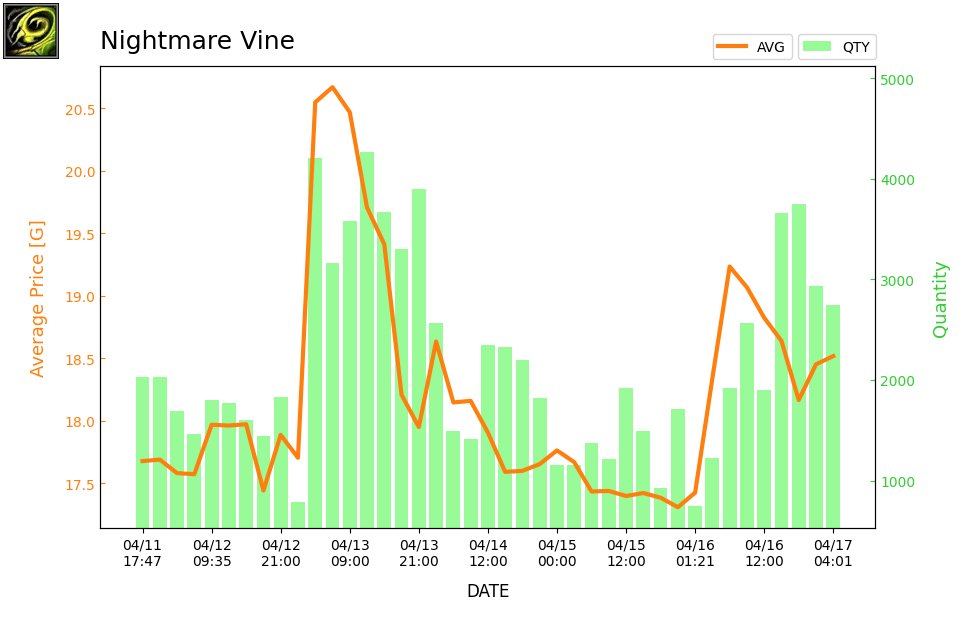 Nightmare Vine
AVG
QTY
Average Price [G]
20.5
20.0
19.5
19.0
18.5
18.0
17.5
5000
4000
3000
2000
1000
Quantity
04/11 04/12 04/12 04/13 04/13 04/14 04/15 04/15 04/16 04/16 04/17
17:47 09:35 21:00 09:00 21:00 12:00 00:00 12:00 01:21 12:00 04:01
DATE